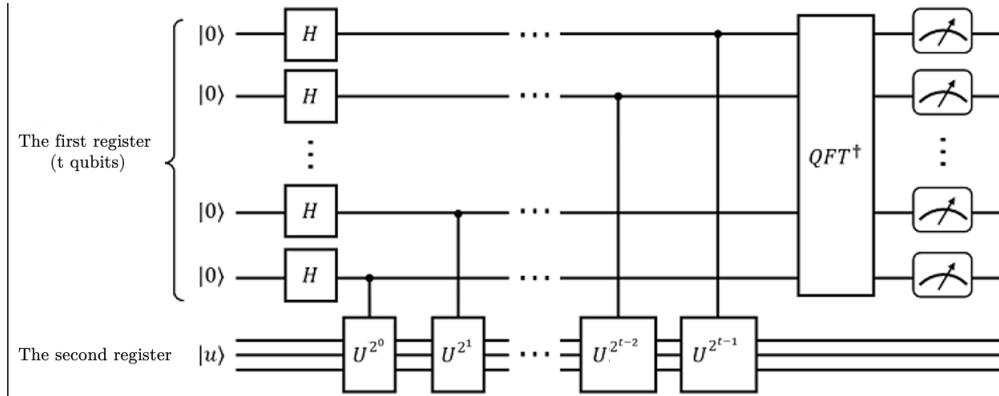 |0⟩ H ...
|0⟩ H ...
The first register
(t qubits)
⋮ QFT† ⋮
|0⟩ H ...
|0⟩ H ...
The second register |u⟩ U^{2^0} U^{2^1} ... U^{2^{t-2}} U^{2^{t-1}}